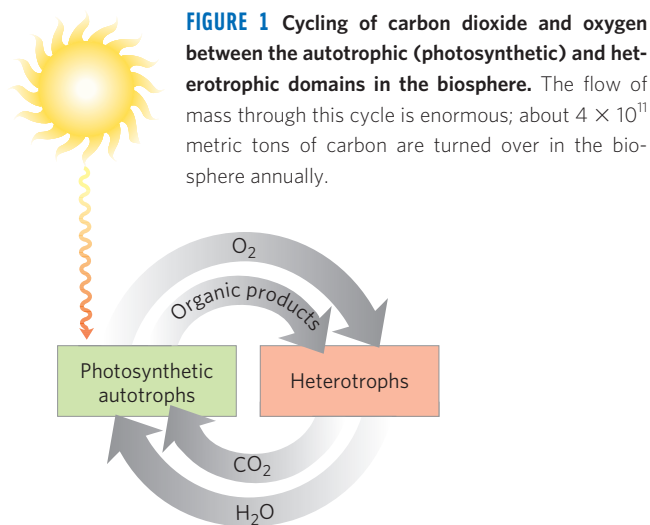 FIGURE 1 Cycling of carbon dioxide and oxygen
between the autotrophic (photosynthetic) and het-
erotrophic domains in the biosphere. The flow of
mass through this cycle is enormous; about 4 × 10¹¹
metric tons of carbon are turned over in the bio-
sphere annually.
O₂
Organic products
Photosynthetic
autotrophs
Heterotrophs
CO₂
H₂O